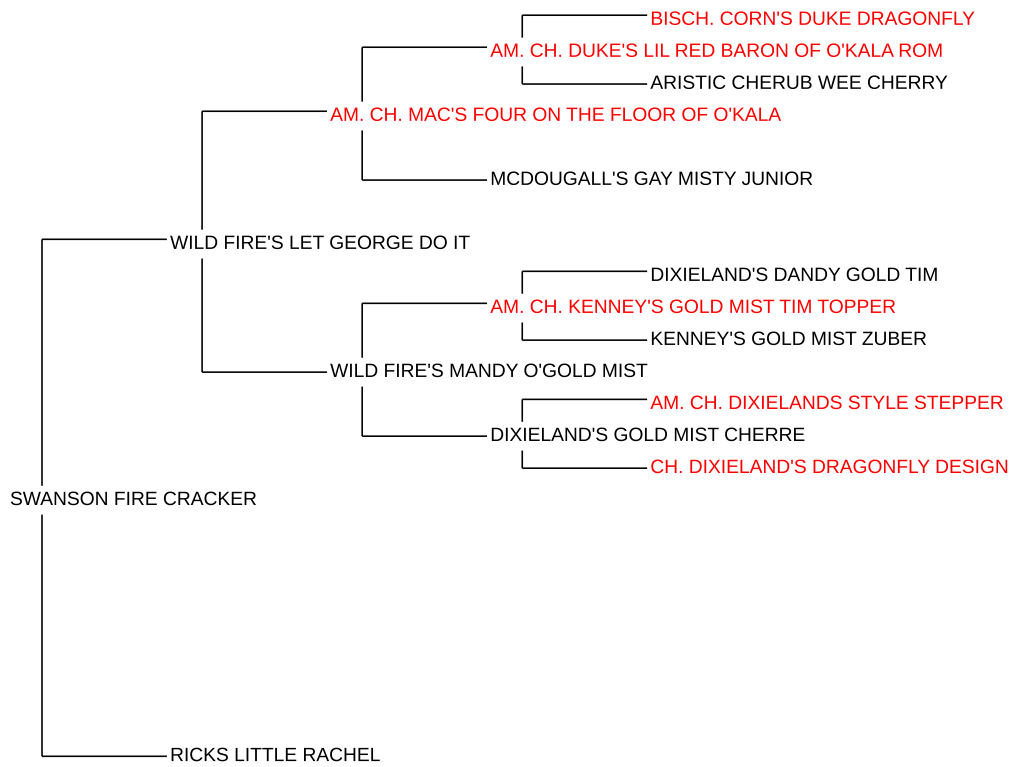 BISCH. CORN'S DUKE DRAGONFLY
AM. CH. DUKE'S LIL RED BARON OF O'KALA ROM
ARISTIC CHERUB WEE CHERRY
AM. CH. MAC'S FOUR ON THE FLOOR OF O'KALA
MCDOUGALL'S GAY MISTY JUNIOR
WILD FIRE'S LET GEORGE DO IT
DIXIELAND'S DANDY GOLD TIM
AM. CH. KENNEY'S GOLD MIST TIM TOPPER
KENNEY'S GOLD MIST ZUBER
WILD FIRE'S MANDY O'GOLD MIST
AM. CH. DIXIELANDS STYLE STEPPER
DIXIELAND'S GOLD MIST CHERRE
CH. DIXIELAND'S DRAGONFLY DESIGN
SWANSON FIRE CRACKER
RICKS LITTLE RACHEL